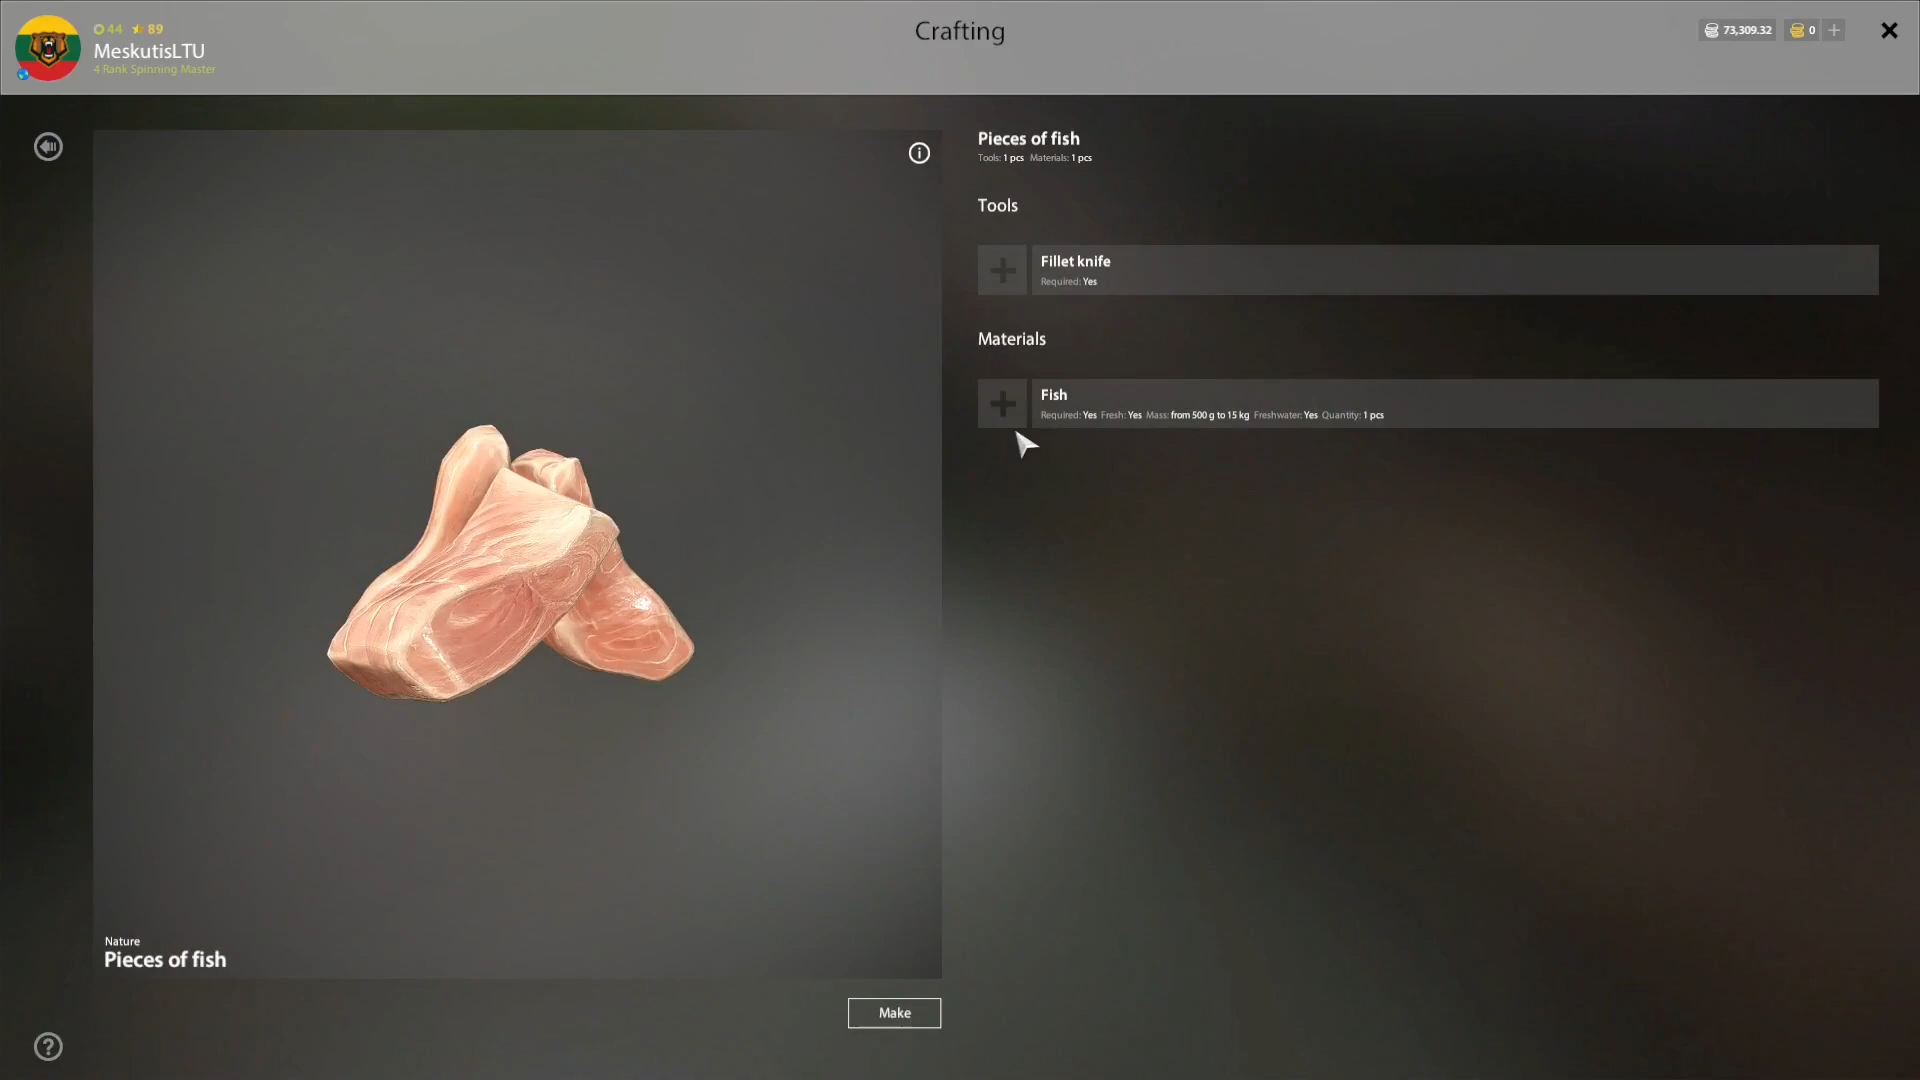 44 89
MeskutisLTU
4 Rank Spinning Master
Crafting
73,309.32 0
Pieces of fish
Tools: 1 pcs Materials: 1 pcs
Tools
Fillet knife
Required: Yes
Materials
Fish
Required: Yes Fresh: Yes Mass: from 500 g to 15 kg Freshwater: Yes Quantity: 1 pcs
Nature
Pieces of fish
Make